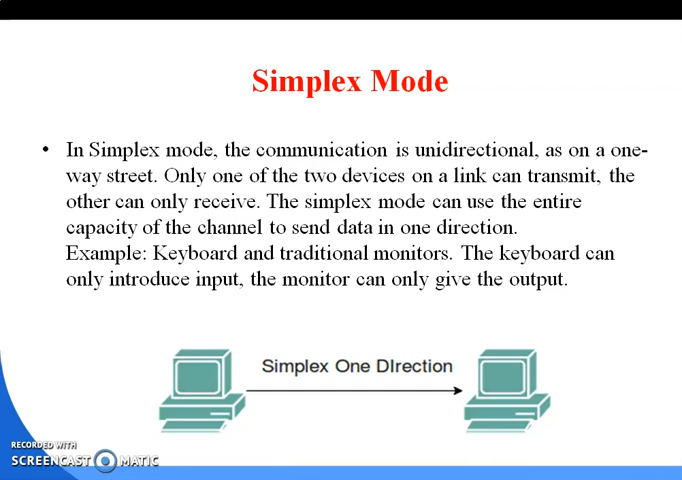 Simplex Mode
• In Simplex mode, the communication is unidirectional, as on a one-
way street. Only one of the two devices on a link can transmit, the
other can only receive. The simplex mode can use the entire
capacity of the channel to send data in one direction.
Example: Keyboard and traditional monitors. The keyboard can
only introduce input, the monitor can only give the output.
Simplex One DIrection
RECORDED WITH
SCREENCAST MATIC